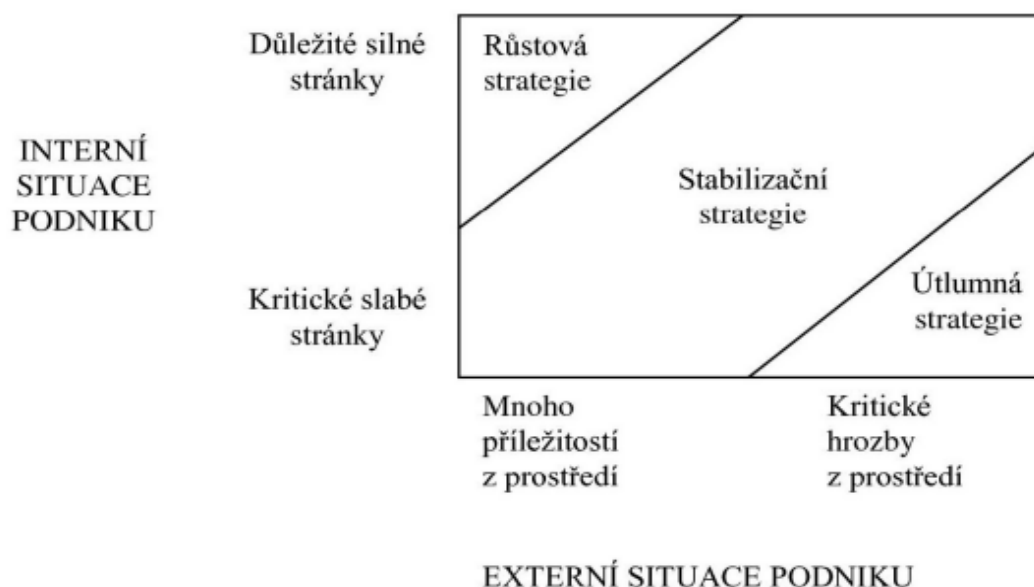 Důležité silné
stránky
Růstová
strategie
INTERNÍ
SITUACE
PODNIKU
Stabilizační
strategie
Kritické slabé
stránky
Útlumná
strategie
Mnoho
příležitostí
z prostředí
Kritické
hrozby
z prostředí
EXTERNÍ SITUACE PODNIKU